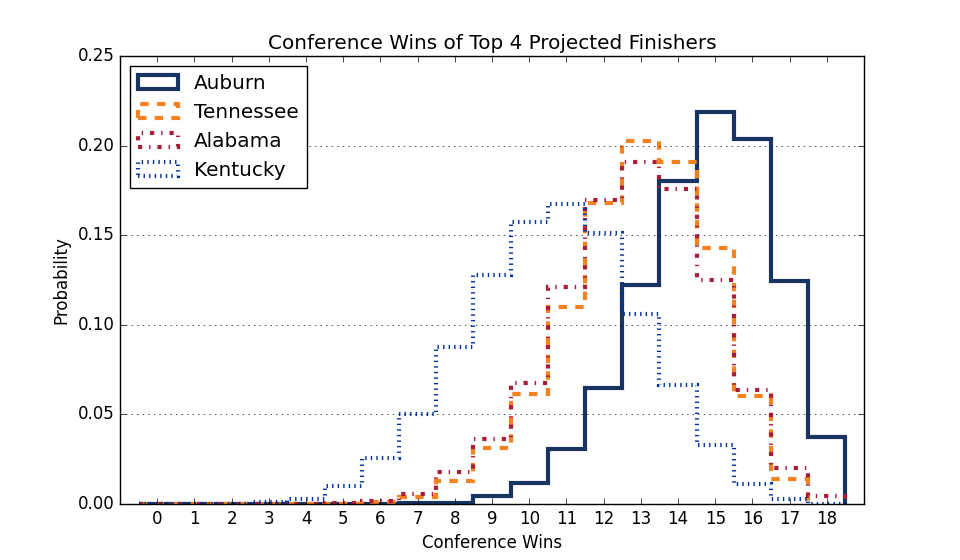 Conference Wins of Top 4 Projected Finishers
0.25
0.20
0.15
0.10
0.05
0.00
Probability
Auburn
Tennessee
Alabama
Kentucky
0 1 2 3 4 5 6 7 8 9 10 11 12 13 14 15 16 17 18
Conference Wins